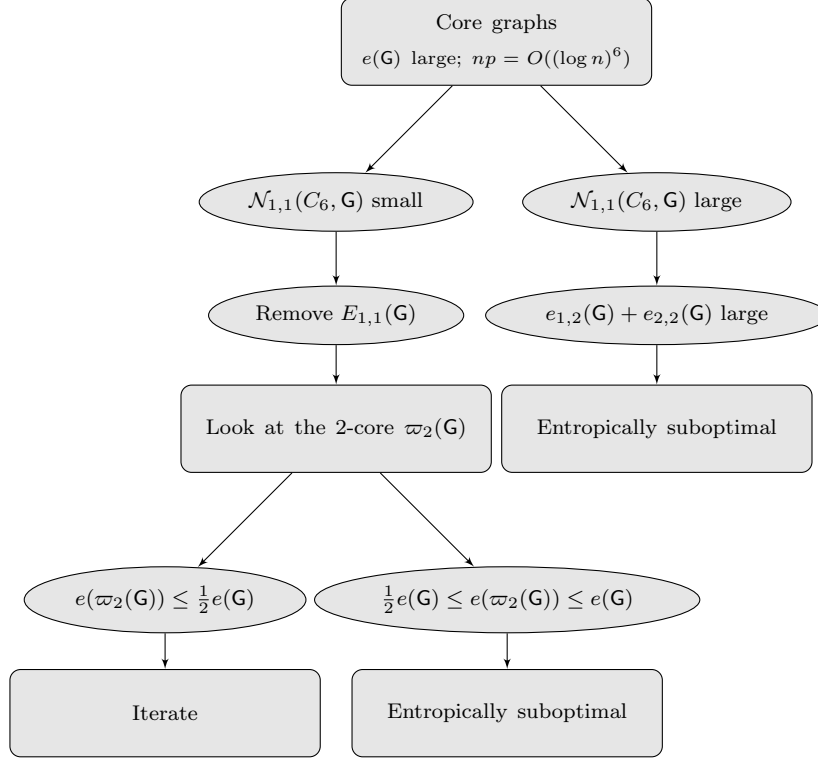 Core graphs
e(G) large; np = O((log n)^6)
N_{1,1}(C_6, G) small
N_{1,1}(C_6, G) large
Remove E_{1,1}(G)
e_{1,2}(G) + e_{2,2}(G) large
Look at the 2-core ϖ_2(G)
Entropically suboptimal
e(ϖ_2(G)) ≤ ½e(G)
½e(G) ≤ e(ϖ_2(G)) ≤ e(G)
Iterate
Entropically suboptimal